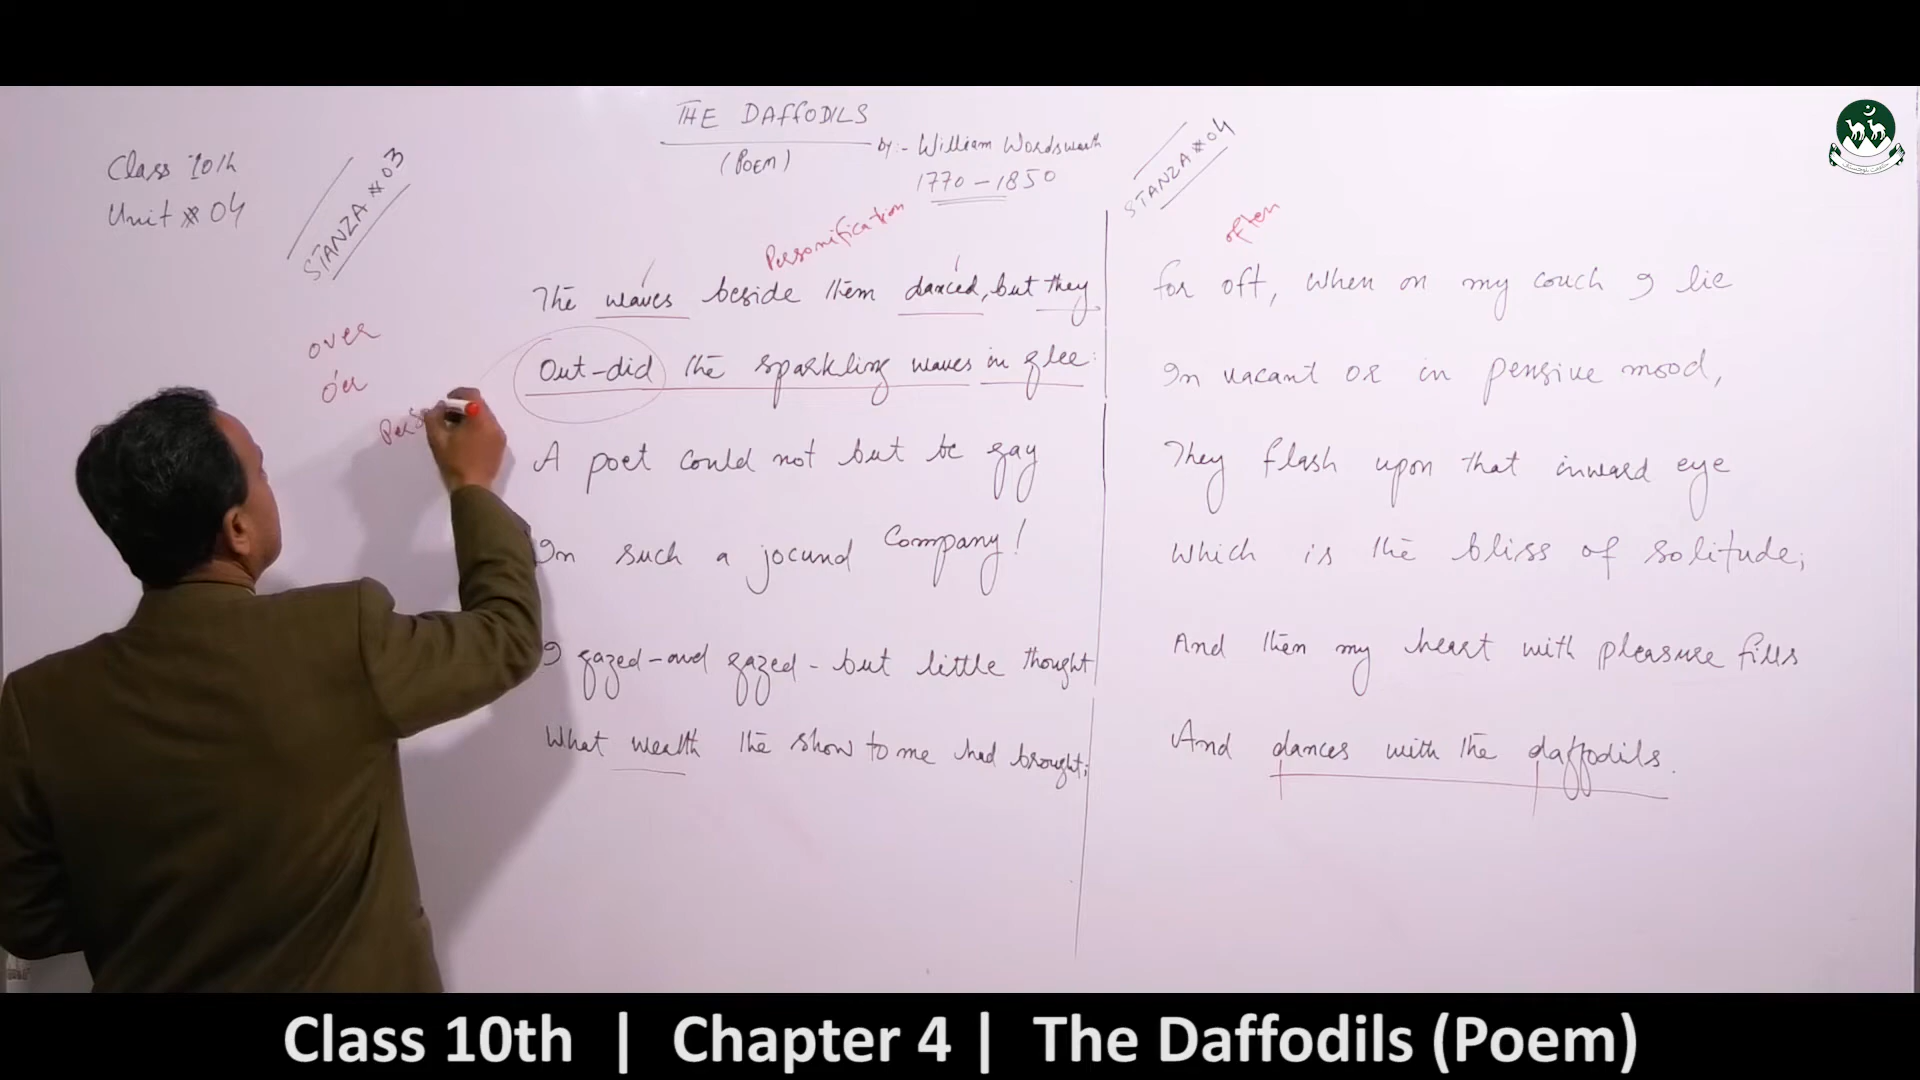 THE DAFFODILS
(POEM)
by:- William Wordsworth
1770 - 1850
Class 10th
Unit # 04
STANZA # 03
over
o'er
Personification
The waves beside them danced, but they
Out-did the sparkling waves in glee:
A poet could not but be gay
In such a jocund Company!
I gazed - and gazed - but little thought
What wealth the show to me had brought;
STANZA # 04
often
For oft, when on my couch I lie
In vacant or in pensive mood,
They flash upon that inward eye
Which is the bliss of solitude;
And then my heart with pleasure fills
And dances with the daffodils.
Class 10th | Chapter 4 | The Daffodils (Poem)